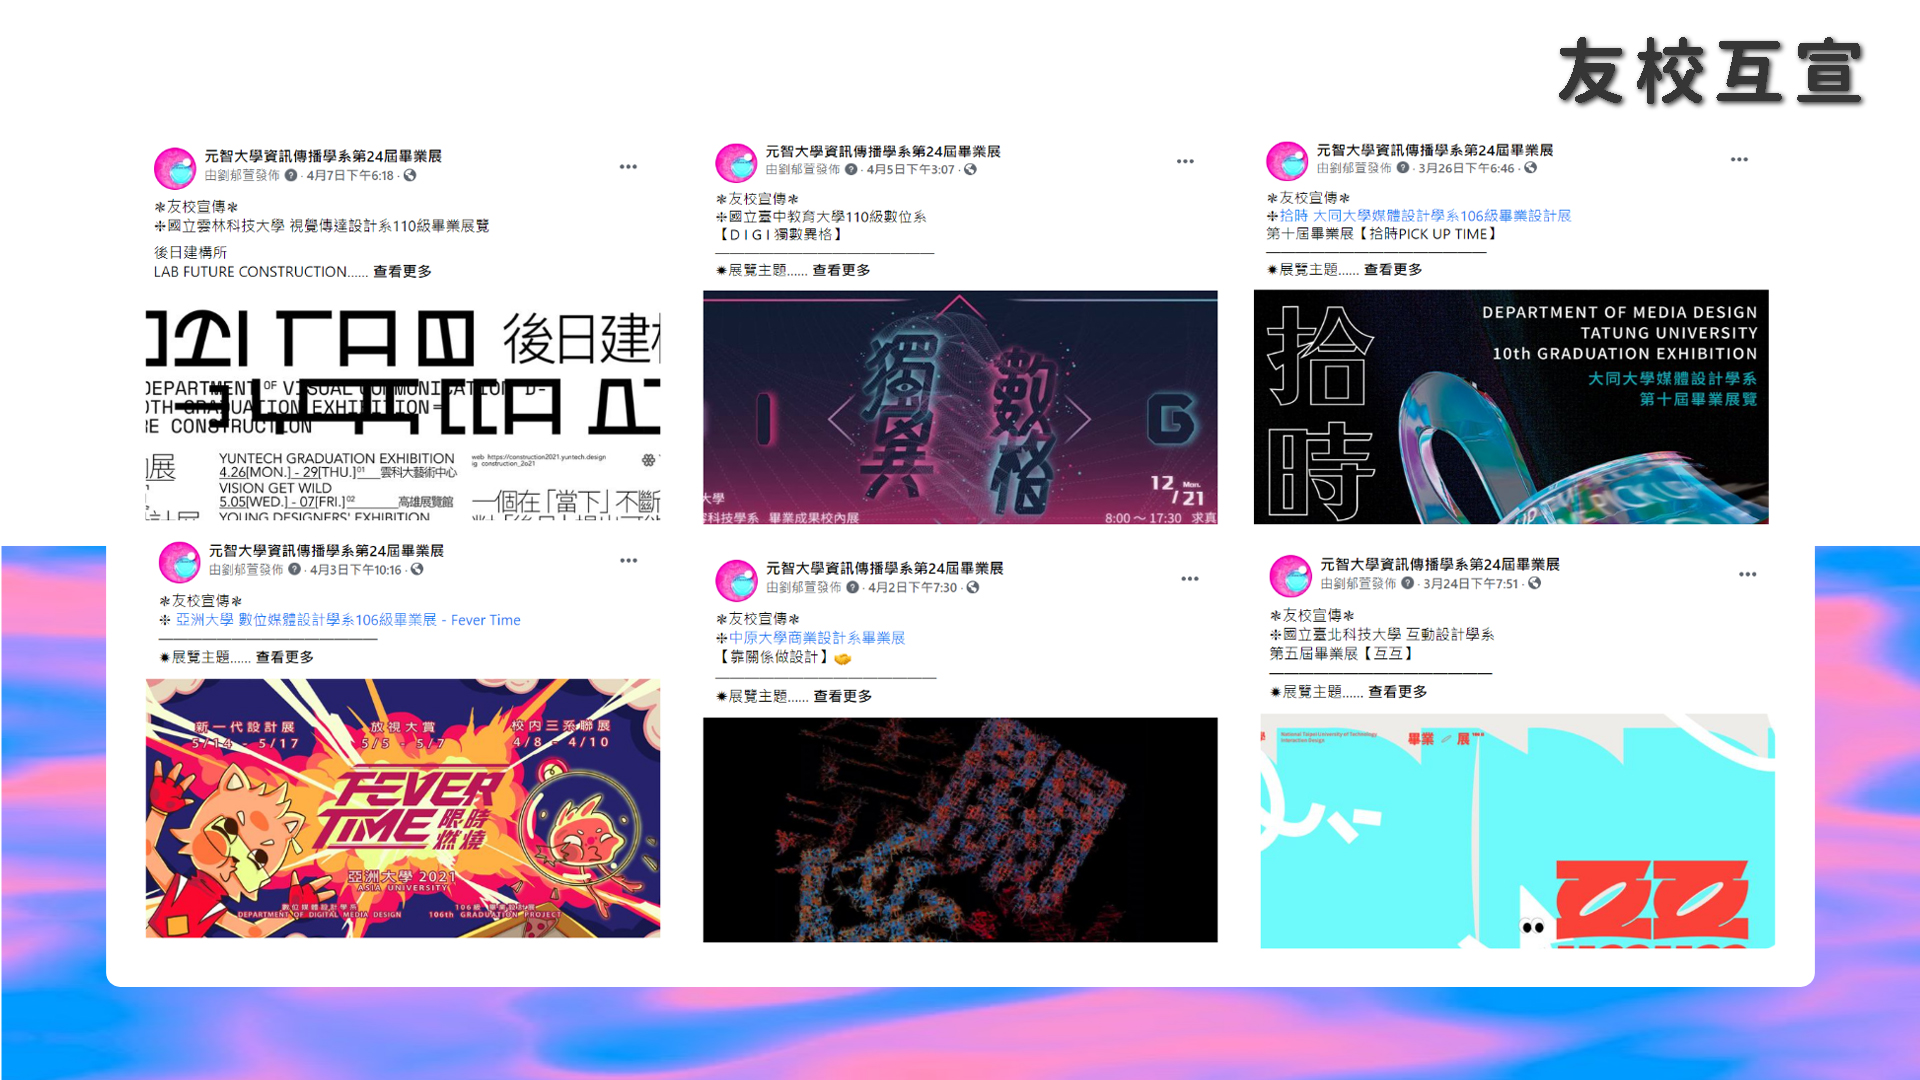 友校互宣
元智大學資訊傳播學系第24屆畢業展
由劉郁萱發佈 · 4月7日下午6:18 ·
✻友校宣傳✻
✢國立雲林科技大學 視覺傳達設計系110級畢業展覽
後日建構所
LAB FUTURE CONSTRUCTION...... 查看更多
後日建
DEPARTMENT OF VISUAL COMMUNICATION D-
OTH GRADUATION EXHIBITION=
RE CONSTRUCTION
展
YUNTECH GRADUATION EXHIBITION
4.26[MON.] - 29[THU.]01 雲科大藝術中心
VISION GET WILD
5.05[WED.] - 07[FRI.]02 高雄展覽館
YOUNG DESIGNERS' EXHIBITION
web https://construction2021.yuntech.design
ig construction_2o21
一個在「當下」不斷
元智大學資訊傳播學系第24屆畢業展
由劉郁萱發佈 · 4月5日下午3:07 ·
✻友校宣傳✻
✢國立臺中教育大學110級數位系
【D I G I 獨數異格】
✹展覽主題...... 查看更多
I
獨異
數格
G
12 Mon.
/ 21
大學
科技學系 畢業成果校內展
8:00 ～ 17:30 求真
元智大學資訊傳播學系第24屆畢業展
由劉郁萱發佈 · 3月26日下午6:46 ·
✻友校宣傳✻
✢拾時 大同大學媒體設計學系106級畢業設計展
第十屆畢業展【拾時PICK UP TIME】
✹展覽主題...... 查看更多
拾時
DEPARTMENT OF MEDIA DESIGN
TATUNG UNIVERSITY
10th GRADUATION EXHIBITION
大同大學媒體設計學系
第十屆畢業展覽
元智大學資訊傳播學系第24屆畢業展
由劉郁萱發佈 · 4月3日下午10:16 ·
✻友校宣傳✻
✢ 亞洲大學 數位媒體設計學系106級畢業展 - Fever Time
✹展覽主題...... 查看更多
新一代設計展
5/14 - 5/17
放視大賞
5/5 - 5/7
校內三系聯展
4/8 - 4/10
FEVER
TIME 限時燃燒
亞洲大學 2021
ASIA UNIVERSITY
數位媒體設計學系
DEPARTMENT OF DIGITAL MEDIA DESIGN
106級 畢業設計展
106th GRADUATION PROJECT
元智大學資訊傳播學系第24屆畢業展
由劉郁萱發佈 · 4月2日下午7:30 ·
✻友校宣傳✻
✢中原大學商業設計系畢業展
【靠關係做設計】🤝
✹展覽主題...... 查看更多
元智大學資訊傳播學系第24屆畢業展
由劉郁萱發佈 · 3月24日下午7:51 ·
✻友校宣傳✻
✢國立臺北科技大學 互動設計學系
第五屆畢業展【互互】
✹展覽主題...... 查看更多
National Taipei University of Technology
Interaction Design
畢業 展
互互